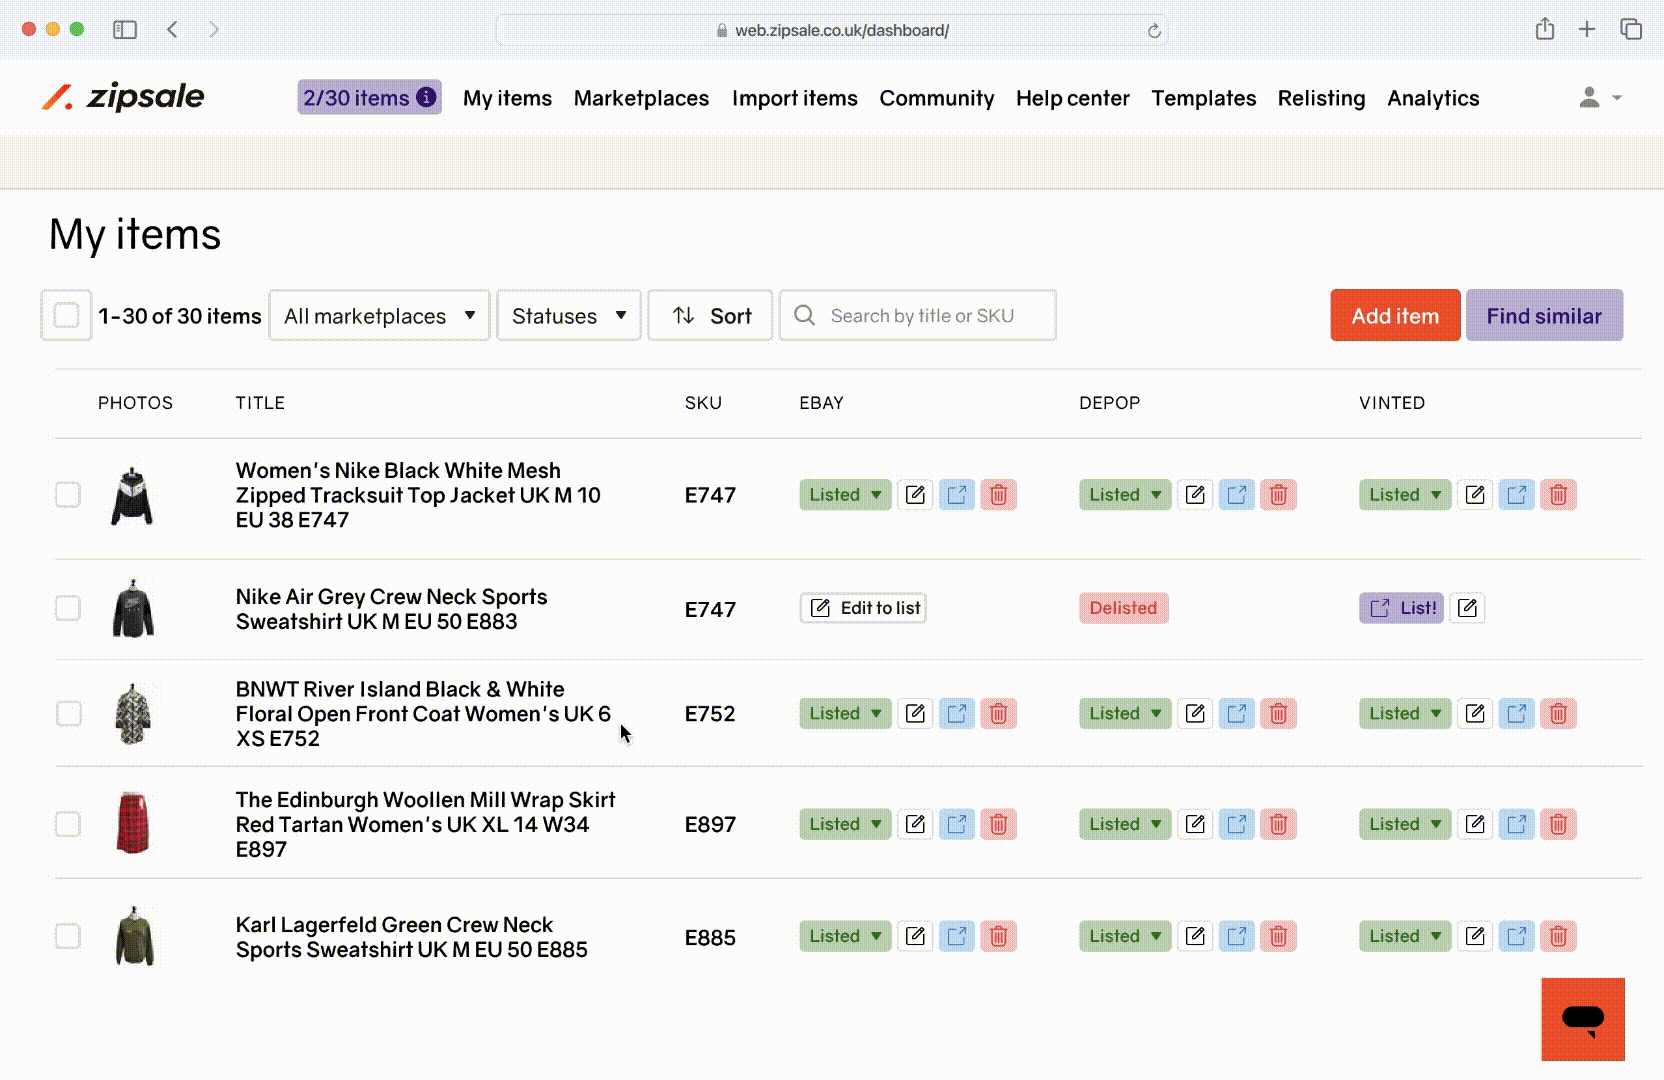 web.zipsale.co.uk/dashboard/
zipsale
2/30 items
My items
Marketplaces
Import items
Community
Help center
Templates
Relisting
Analytics
My items
1-30 of 30 items
All marketplaces
Statuses
Sort
Search by title or SKU
Add item
Find similar
PHOTOS
TITLE
SKU
EBAY
DEPOP
VINTED
Women's Nike Black White Mesh
Zipped Tracksuit Top Jacket UK M 10
EU 38 E747
E747
Listed
Listed
Listed
Nike Air Grey Crew Neck Sports
Sweatshirt UK M EU 50 E883
E747
Edit to list
Delisted
List!
BNWT River Island Black & White
Floral Open Front Coat Women's UK 6
XS E752
E752
Listed
Listed
Listed
The Edinburgh Woollen Mill Wrap Skirt
Red Tartan Women's UK XL 14 W34
E897
E897
Listed
Listed
Listed
Karl Lagerfeld Green Crew Neck
Sports Sweatshirt UK M EU 50 E885
E885
Listed
Listed
Listed